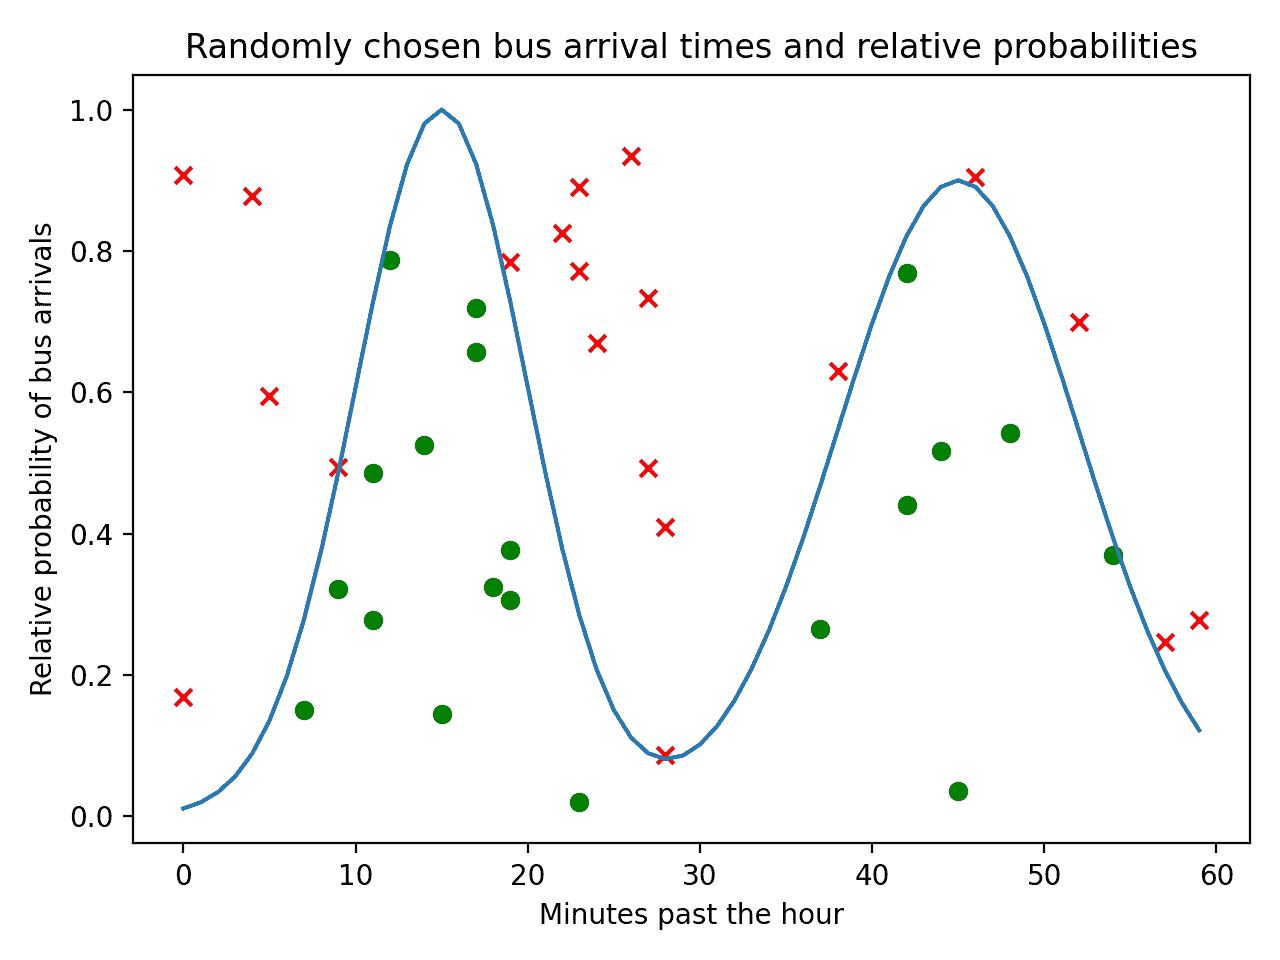 Randomly chosen bus arrival times and relative probabilities
Relative probability of bus arrivals
1.0
0.8
0.6
0.4
0.2
0.0
0 10 20 30 40 50 60
Minutes past the hour